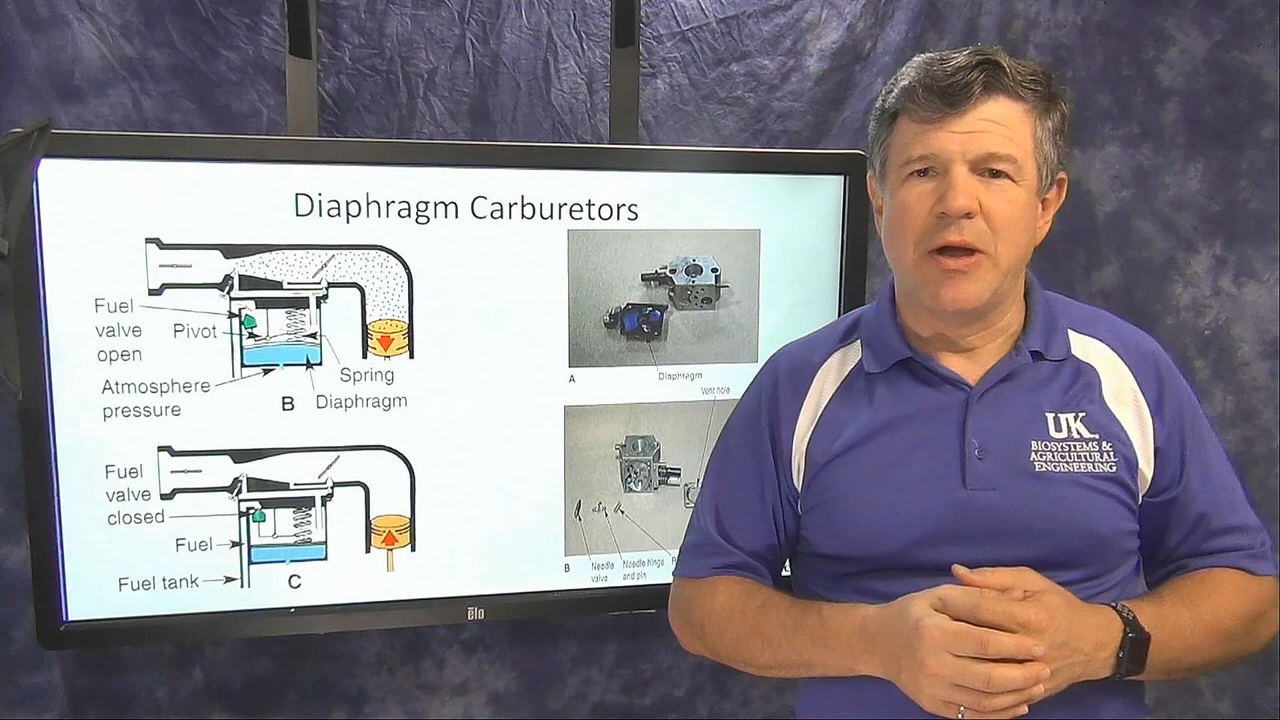 Diaphragm Carburetors
Fuel
valve
open
Pivot
Atmosphere
pressure
B
Spring
Diaphragm
Fuel
valve
closed
Fuel
Fuel tank
C
A
Diaphragm
Vent hole
B
Needle
valve
Needle hinge
and pin
elo
UK
BIOSYSTEMS &
AGRICULTURAL
ENGINEERING